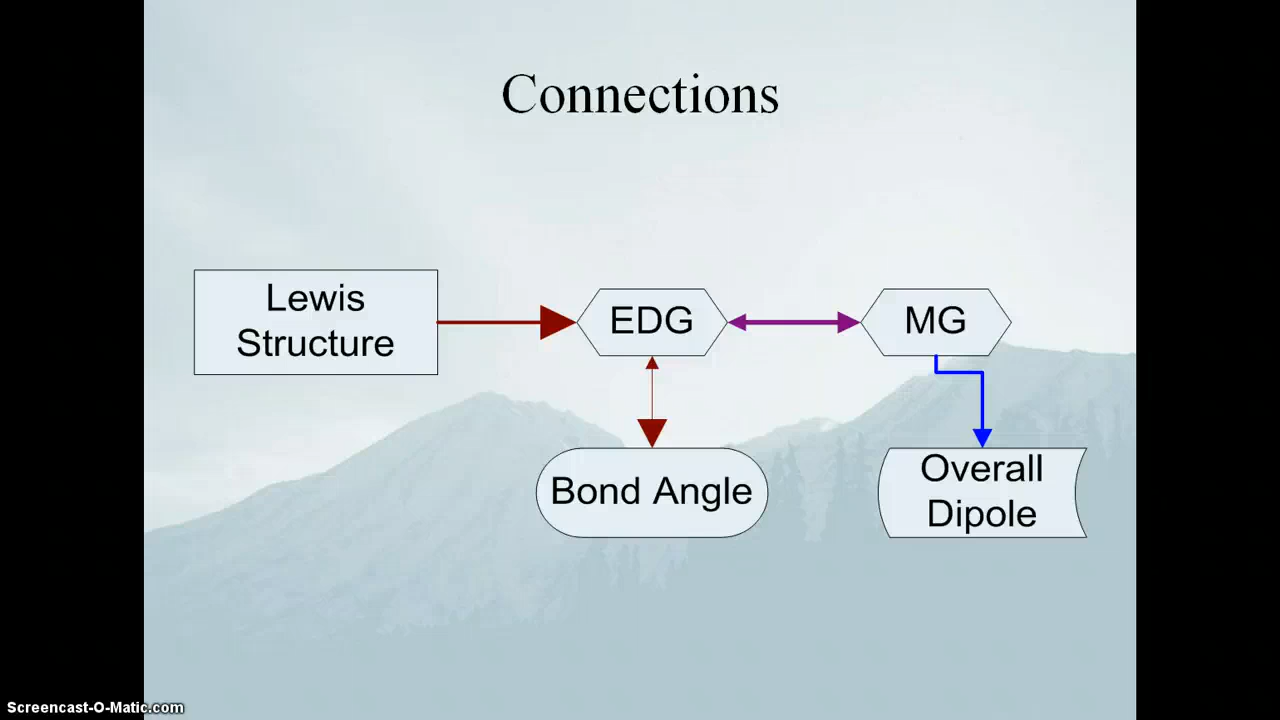 Connections
Lewis
Structure
EDG
MG
Bond Angle
Overall
Dipole
Screencast-O-Matic.com